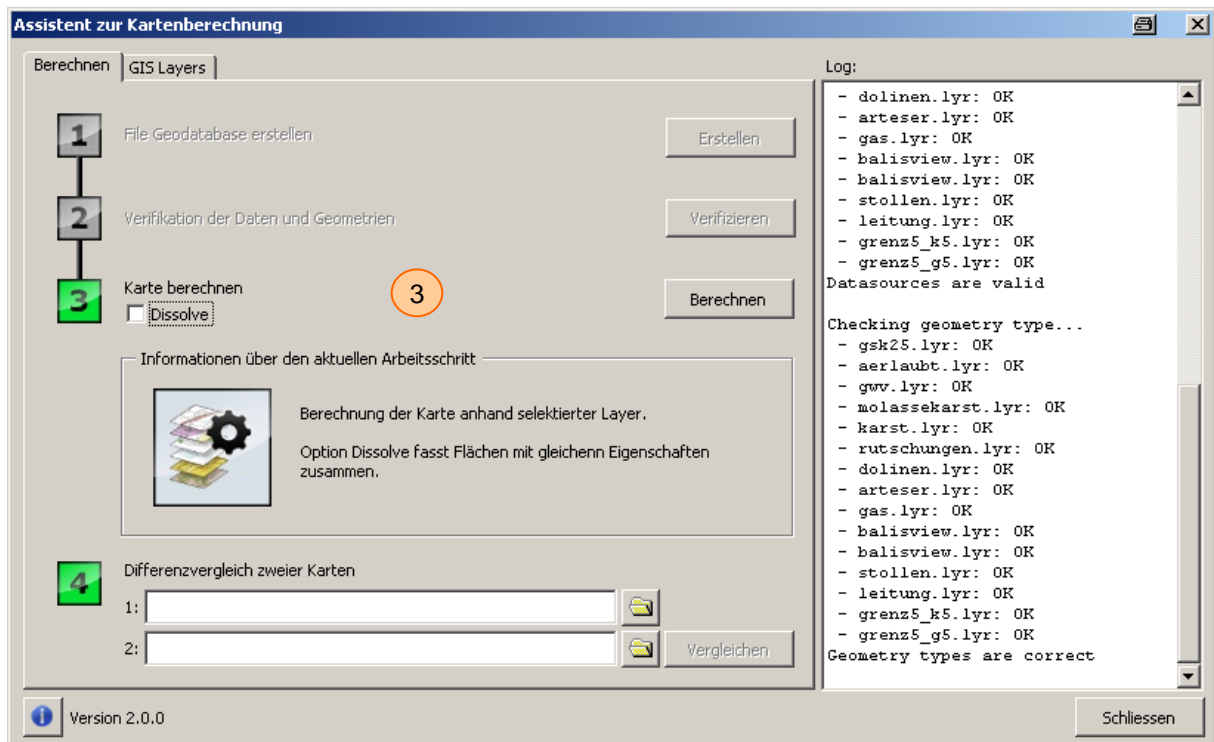 Assistent zur Kartenberechnung
Berechnen
GIS Layers
1
File Geodatabase erstellen
Erstellen
2
Verifikation der Daten und Geometrien
Verifizieren
3
Karte berechnen
Dissolve
3
Berechnen
Informationen über den aktuellen Arbeitsschritt
Berechnung der Karte anhand selektierter Layer.
Option Dissolve fasst Flächen mit gleichenn Eigenschaften
zusammen.
4
Differenzvergleich zweier Karten
1:
2:
Vergleichen
Log:
- dolinen.lyr: OK
- arteser.lyr: OK
- gas.lyr: OK
- balisview.lyr: OK
- balisview.lyr: OK
- stollen.lyr: OK
- leitung.lyr: OK
- grenz5_k5.lyr: OK
- grenz5_g5.lyr: OK
Datasources are valid
Checking geometry type...
- gsk25.lyr: OK
- aerlaubt.lyr: OK
- gwv.lyr: OK
- molassekarst.lyr: OK
- karst.lyr: OK
- rutschungen.lyr: OK
- dolinen.lyr: OK
- arteser.lyr: OK
- gas.lyr: OK
- balisview.lyr: OK
- balisview.lyr: OK
- stollen.lyr: OK
- leitung.lyr: OK
- grenz5_k5.lyr: OK
- grenz5_g5.lyr: OK
Geometry types are correct
Version 2.0.0
Schliessen